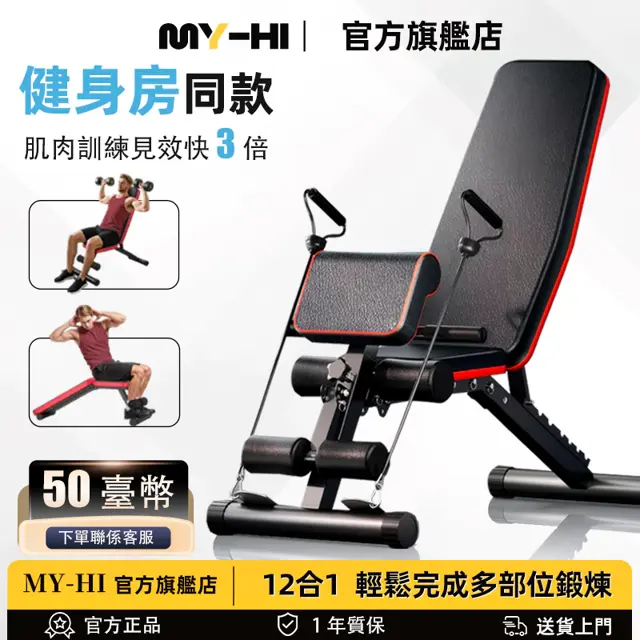 MY-HI | 官方旗艦店
健身房同款
肌肉訓練見效快 3 倍
50 臺幣
下單聯係客服
MY-HI 官方旗艦店 12合1 輕鬆完成多部位鍛煉
官方正品 1 年質保 送貨上門